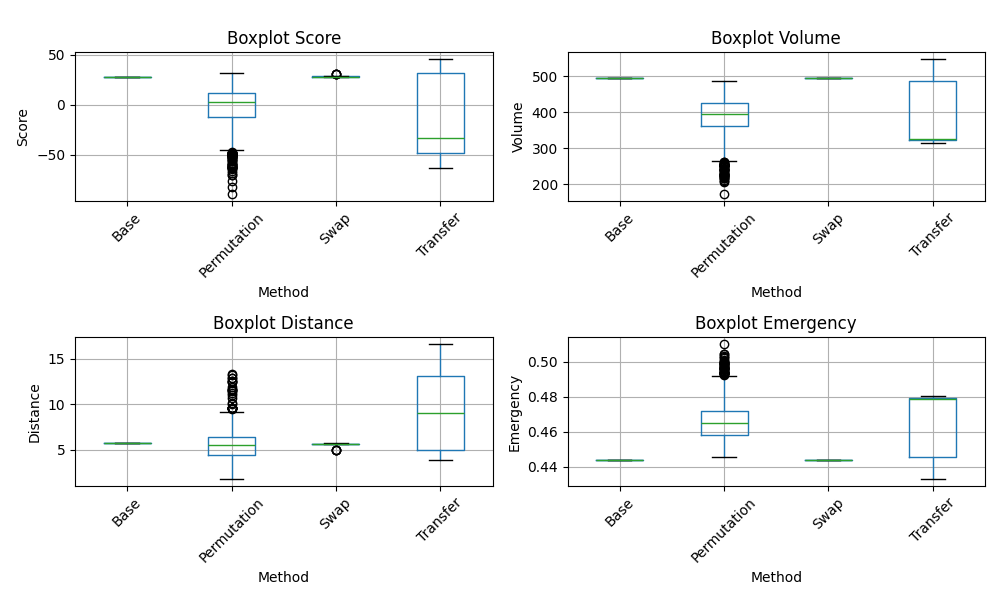 Boxplot Score
50
0
−50
Score
Base
Permutation
Swap
Transfer
Method
Boxplot Volume
500
400
300
200
Volume
Base
Permutation
Swap
Transfer
Method
Boxplot Distance
15
10
5
Distance
Base
Permutation
Swap
Transfer
Method
Boxplot Emergency
0.50
0.48
0.46
0.44
Emergency
Base
Permutation
Swap
Transfer
Method